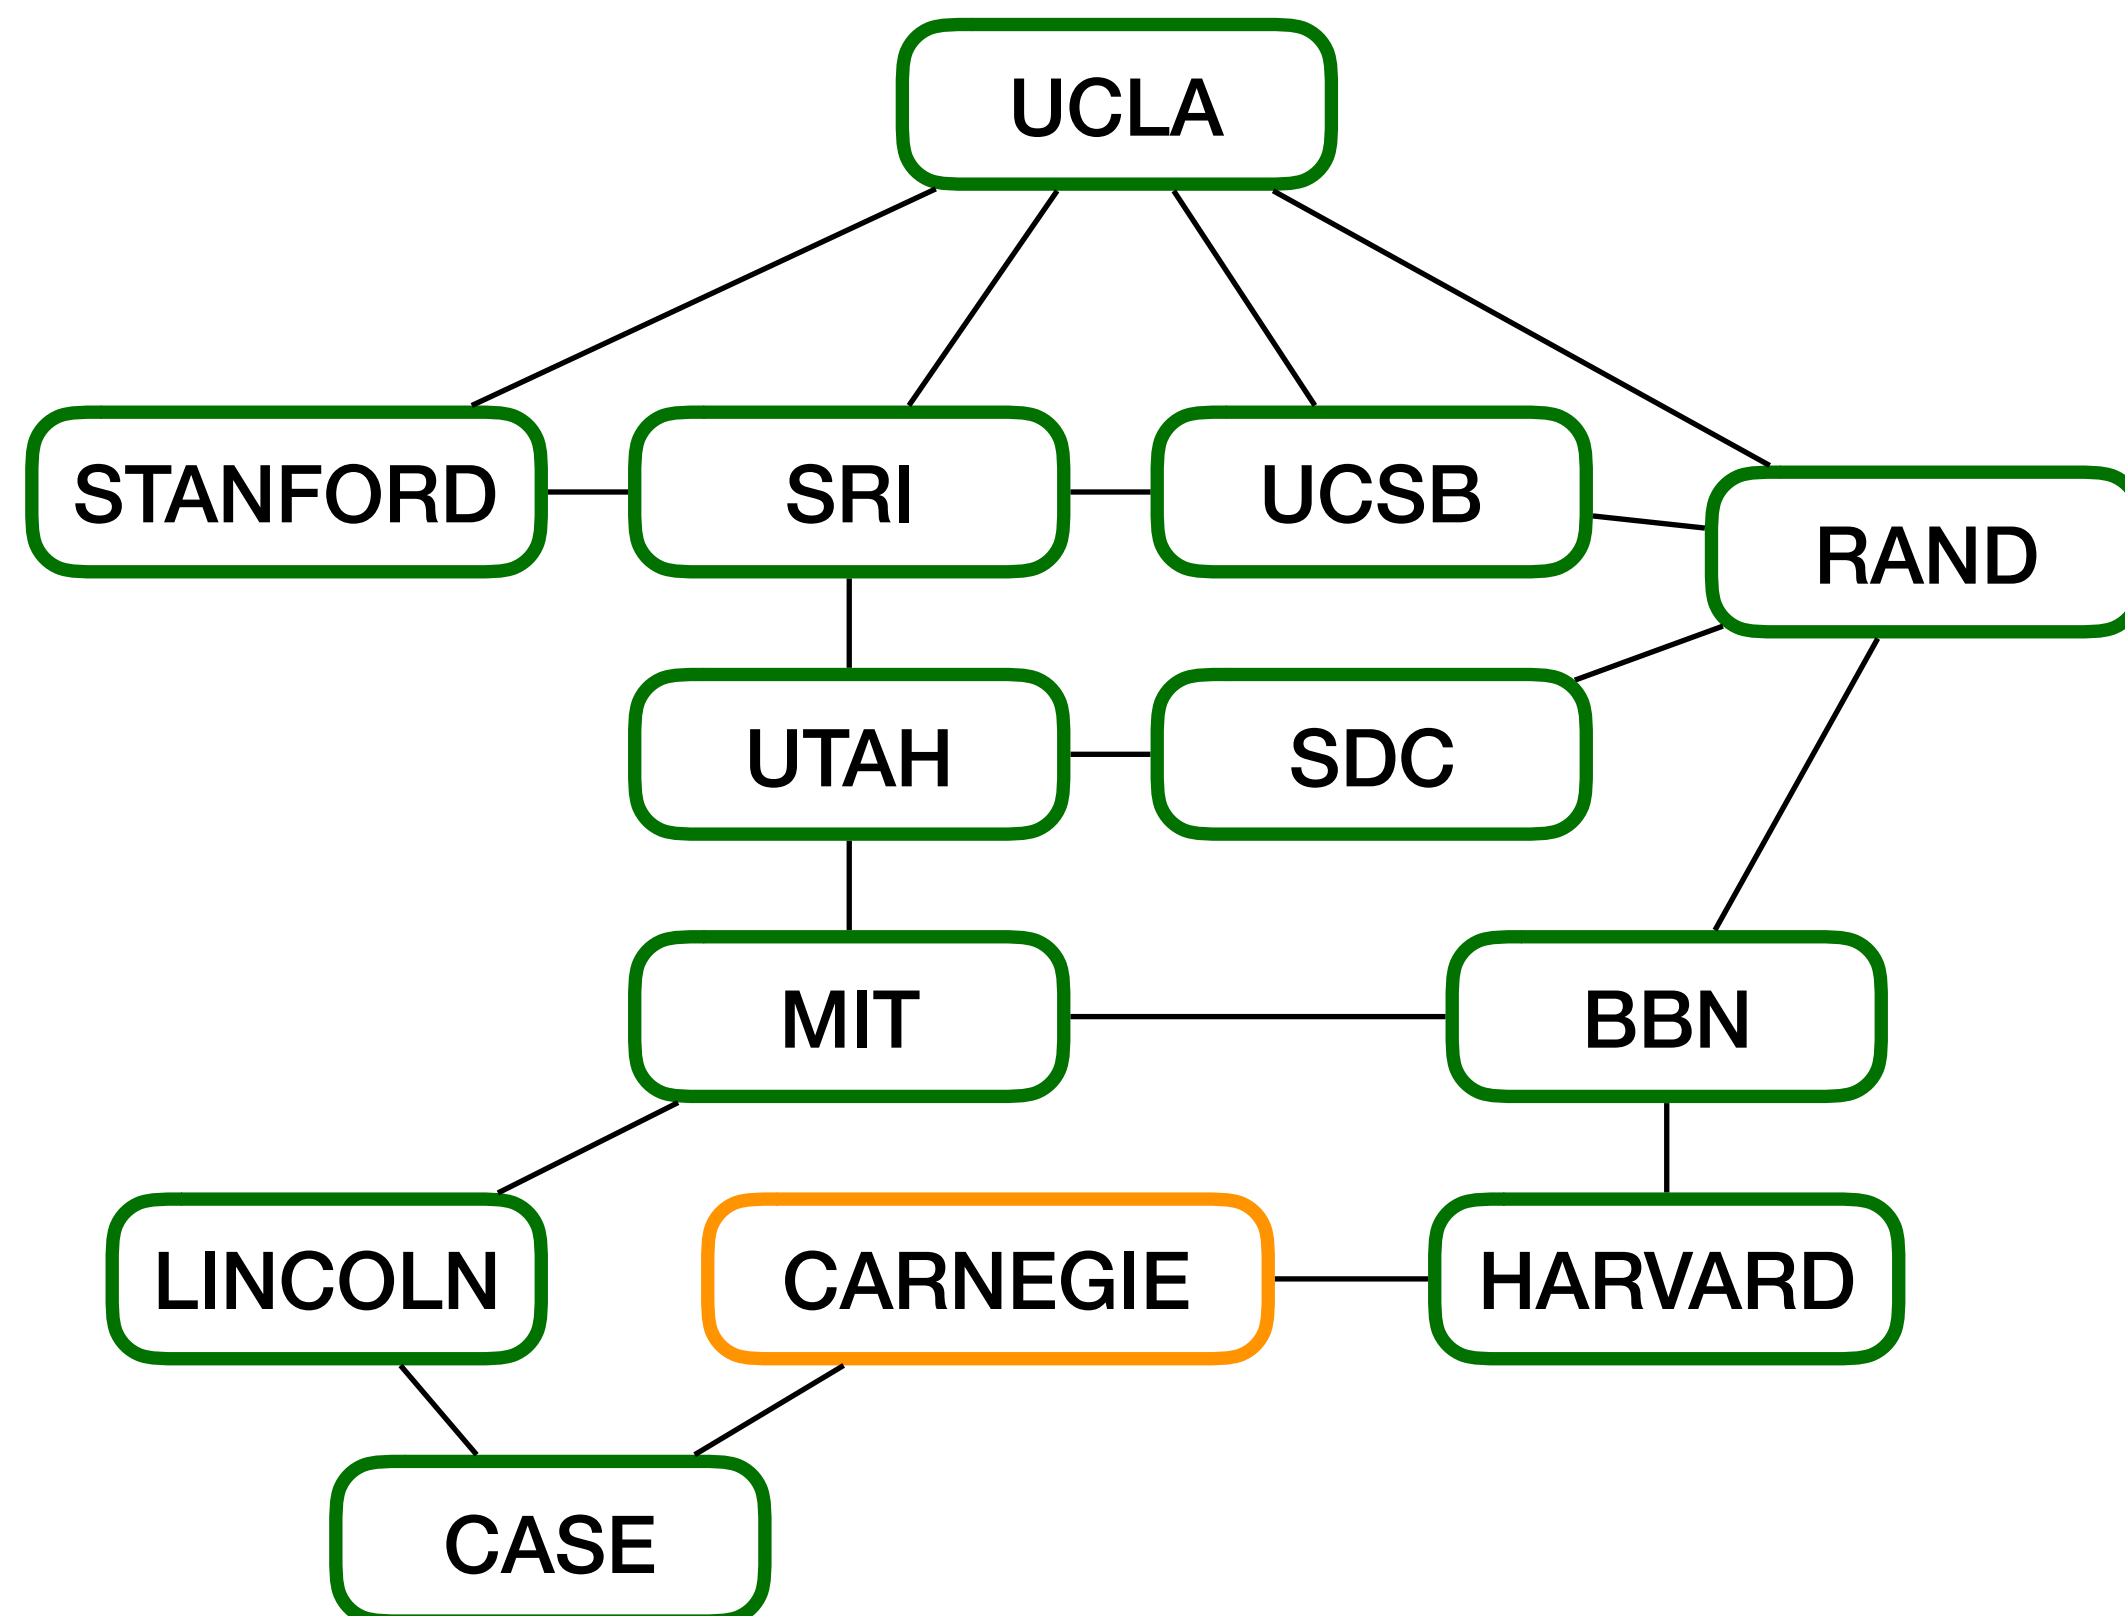 UCLA
STANFORD
SRI
UCSB
RAND
UTAH
SDC
MIT
BBN
LINCOLN
CARNEGIE
HARVARD
CASE